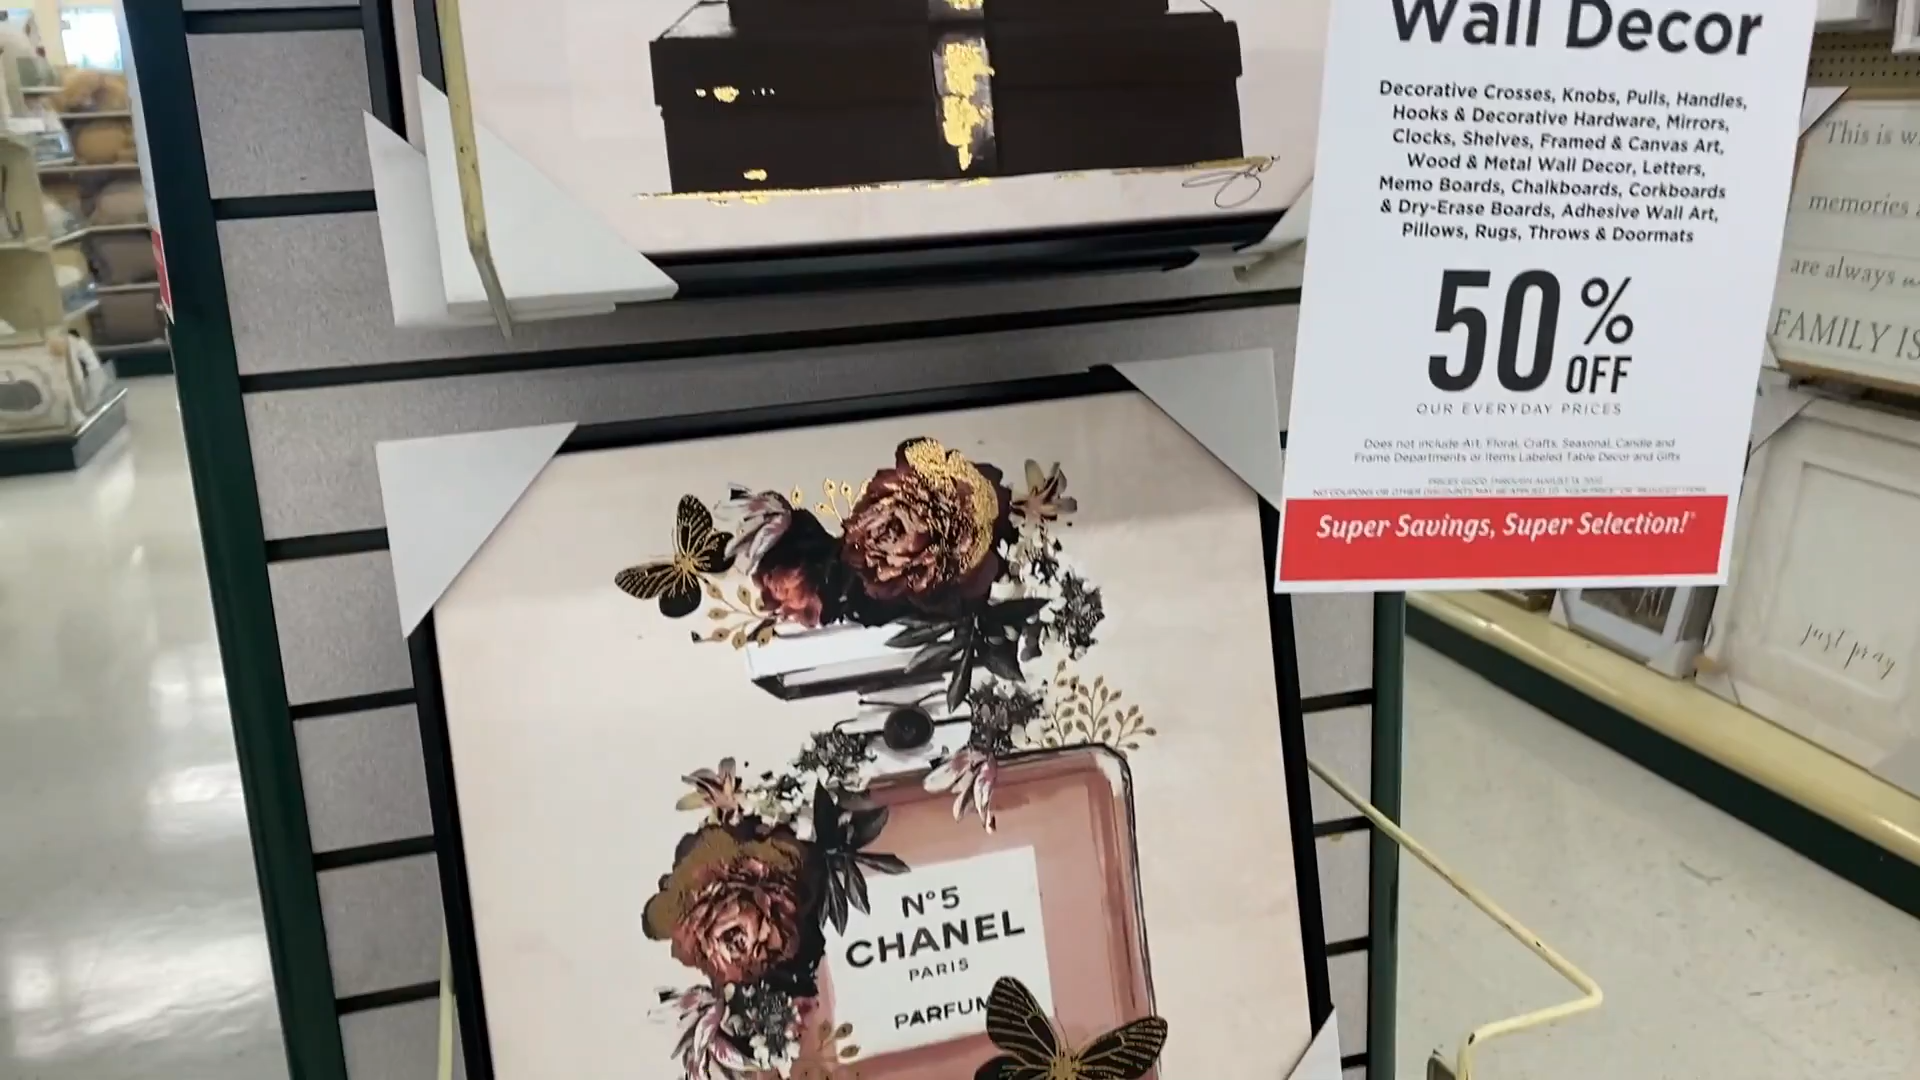 Wall Decor
Decorative Crosses, Knobs, Pulls, Handles,
Hooks & Decorative Hardware, Mirrors,
Clocks, Shelves, Framed & Canvas Art,
Wood & Metal Wall Decor, Letters,
Memo Boards, Chalkboards, Corkboards
& Dry-Erase Boards, Adhesive Wall Art,
Pillows, Rugs, Throws & Doormats
50% OFF
OUR EVERYDAY PRICES
Does not include Art, Floral, Crafts, Seasonal, Candle and
Frame Departments or Items Labeled Table Decor and Gifts
Super Savings, Super Selection!
This is
memories
are always
FAMILY IS
just pray
N°5
CHANEL
PARIS
PARFUM